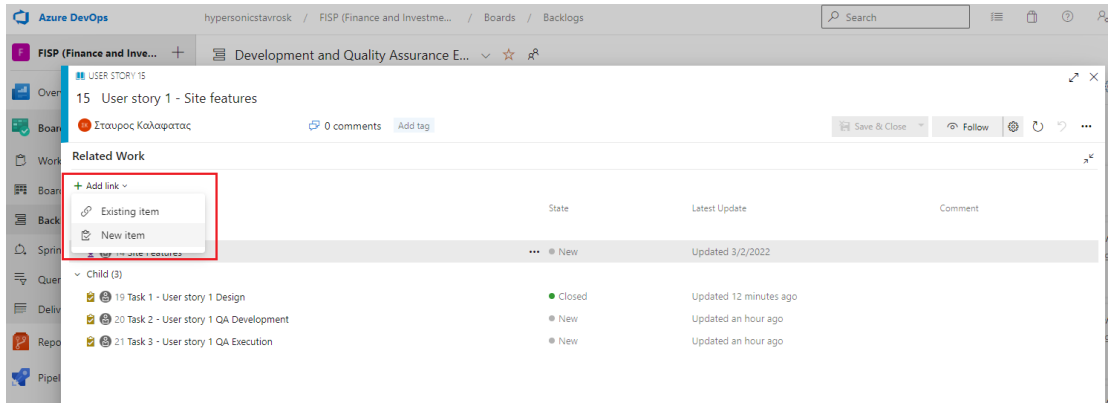 Azure DevOps
hypersonicstavrosk / FISP (Finance and Investme... / Boards / Backlogs
Search
F FISP (Finance and Inve...
Development and Quality Assurance E...
USER STORY 15
15 User story 1 - Site features
Σταυρος Καλαφατας
0 comments
Add tag
Save & Close
Follow
Related Work
Add link
Existing item
New item
State Latest Update Comment
14 Site Features New Updated 3/2/2022
Child (3)
19 Task 1 - User story 1 Design Closed Updated 12 minutes ago
20 Task 2 - User story 1 QA Development New Updated an hour ago
21 Task 3 - User story 1 QA Execution New Updated an hour ago
Over
Boar
Work
Boar
Back
Sprin
Quer
Deliv
Repo
Pipel